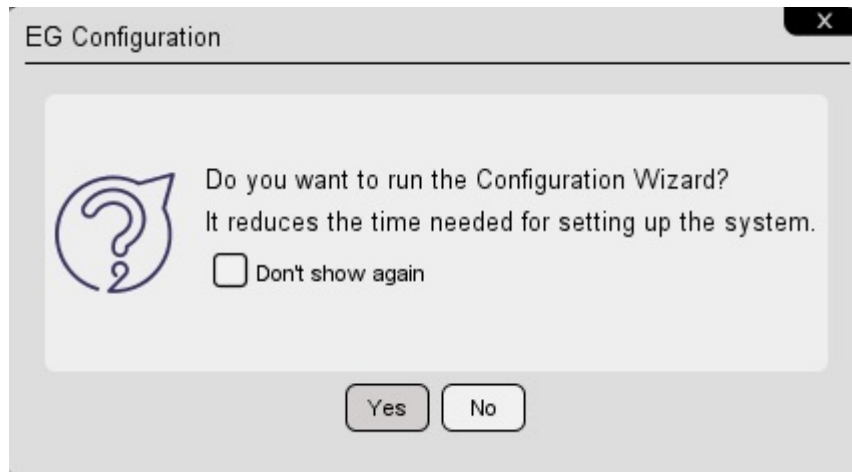 EG Configuration
X
Do you want to run the Configuration Wizard?
It reduces the time needed for setting up the system.
Don't show again
Yes
No